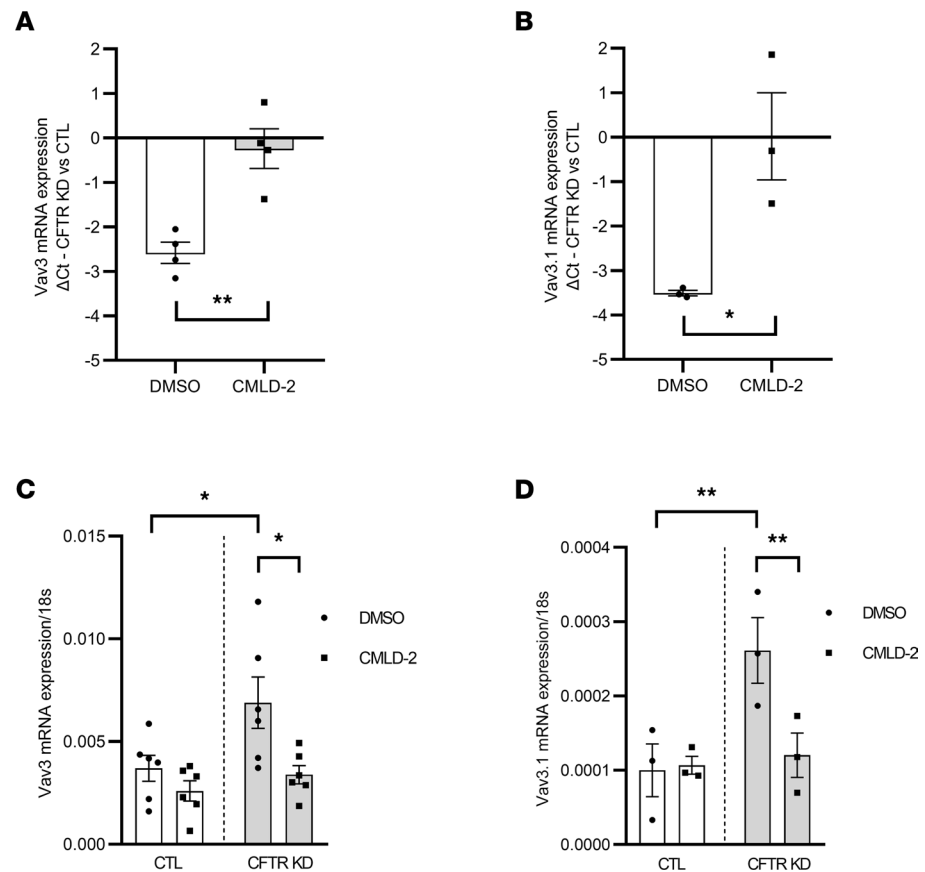 A
Vav3 mRNA expression
ΔCt - CFTR KD vs CTL
2
1
0
-1
-2
-3
-4
-5
**
DMSO
CMLD-2
B
Vav3.1 mRNA expression
ΔCt - CFTR KD vs CTL
2
1
0
-1
-2
-3
-4
-5
*
DMSO
CMLD-2
C
Vav3 mRNA expression/18s
0.015
0.010
0.005
0.000
*
*
CTL
CFTR KD
DMSO
CMLD-2
D
Vav3.1 mRNA expression/18s
0.0004
0.0003
0.0002
0.0001
0.0000
**
**
CTL
CFTR KD
DMSO
CMLD-2